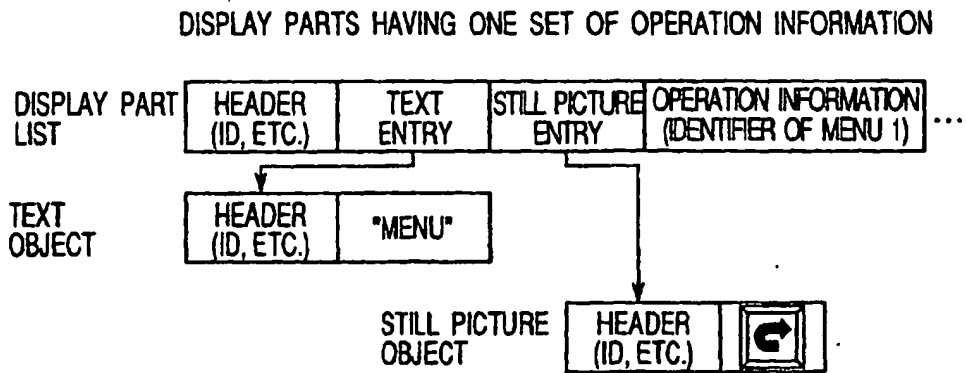 DISPLAY PARTS HAVING ONE SET OF OPERATION INFORMATION
DISPLAY PART LIST
HEADER (ID, ETC.)
TEXT ENTRY
STILL PICTURE ENTRY
OPERATION INFORMATION (IDENTIFIER OF MENU 1)
...
TEXT OBJECT
HEADER (ID, ETC.)
"MENU"
STILL PICTURE OBJECT
HEADER (ID, ETC.)